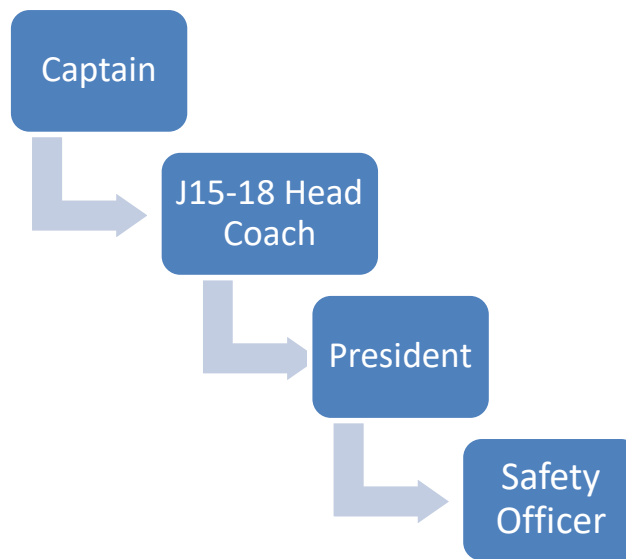 Captain
J15-18 Head
Coach
President
Safety
Officer